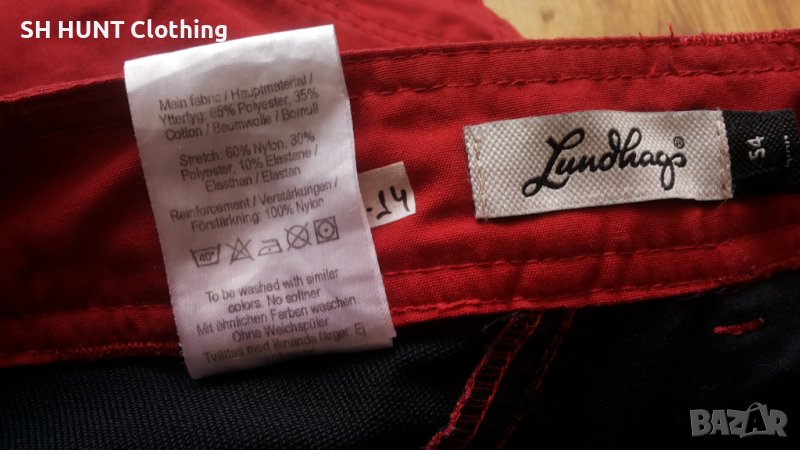 SH HUNT Clothing
Main fabric / Hauptmaterial /
Yttertyg: 65% Polyester, 35%
Cotton / Baumwolle / Bomull
Stretch: 60% Nylon, 30%
Polyester, 10% Elastene /
Elasthan / Elastan
Reinforcement / Verstärkungen /
Förstärkning: 100% Nylon
40°
To be washed with similar
colors. No softner
Mit ähnlichen Farben waschen.
Ohne Weichspüler
Tvättas med liknande färger Ej
-14
Lundhags®
54
BAZAR